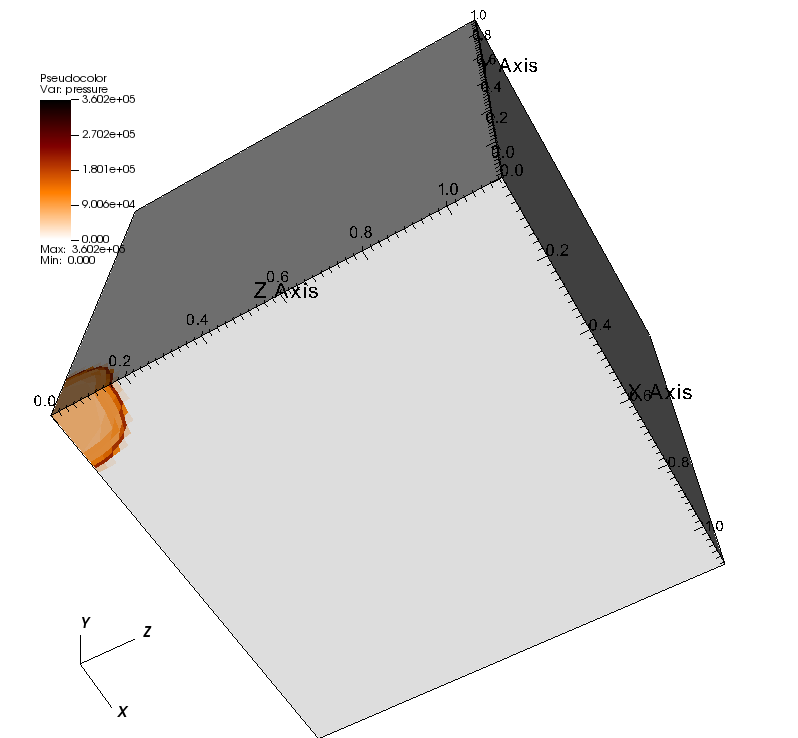 Pseudocolor
Var: pressure
3.602e+05
2.702e+05
1.801e+05
9.006e+04
0.000
Max: 3.602e+05
Min: 0.000
1.0
0.8
Axis
0.4
0.2
0.0
0.0
1.0
0.8
0.6
Z Axis
0.4
0.2
0.0
0.2
0.4
X Axis
0.8
1.0
Y
Z
X